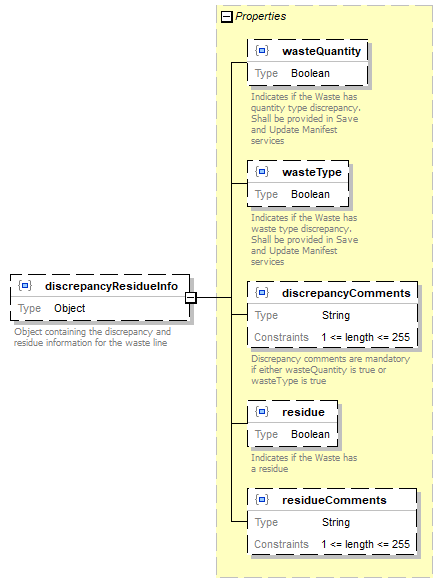 Properties
wasteQuantity
Type Boolean
Indicates if the Waste has
quantity type discrepancy.
Shall be provided in Save
and Update Manifest
services
wasteType
Type Boolean
Indicates if the Waste has
waste type discrepancy.
Shall be provided in Save
and Update Manifest
services
discrepancyResidueInfo
Type Object
Object containing the discrepancy and
residue information for the waste line
discrepancyComments
Type String
Constraints 1 <= length <= 255
Discrepancy comments are mandatory
if either wasteQuantity is true or
wasteType is true
residue
Type Boolean
Indicates if the Waste has
a residue
residueComments
Type String
Constraints 1 <= length <= 255